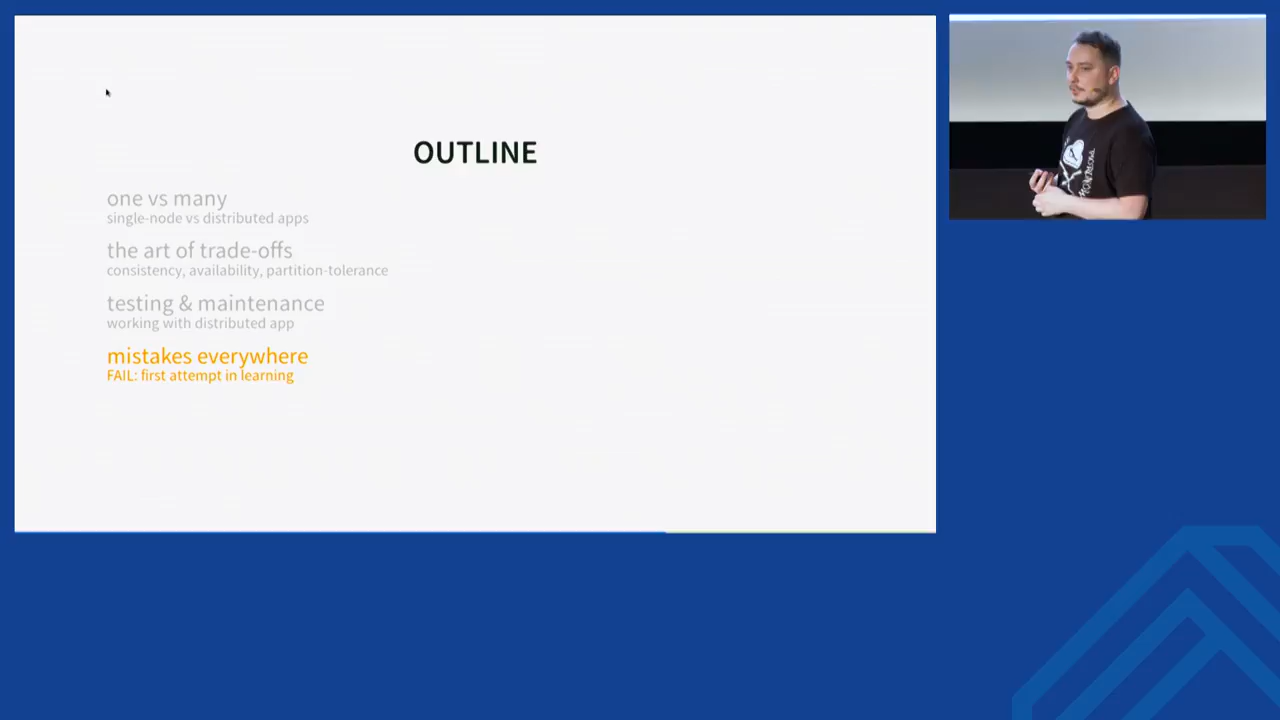 OUTLINE
one vs many
single-node vs distributed apps
the art of trade-offs
consistency, availability, partition-tolerance
testing & maintenance
working with distributed app
mistakes everywhere
FAIL: first attempt in learning